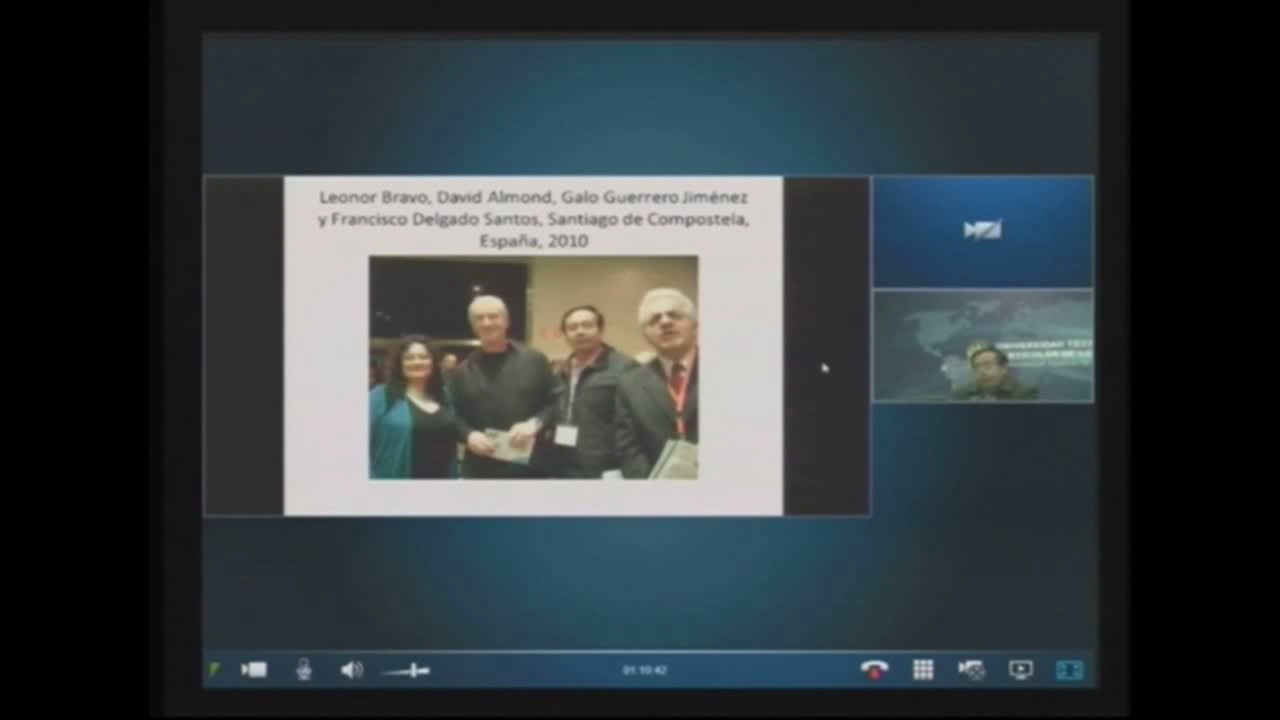 Leonor Bravo, David Almond, Galo Guerrero Jiménez
y Francisco Delgado Santos, Santiago de Compostela,
España, 2010
01:10:42